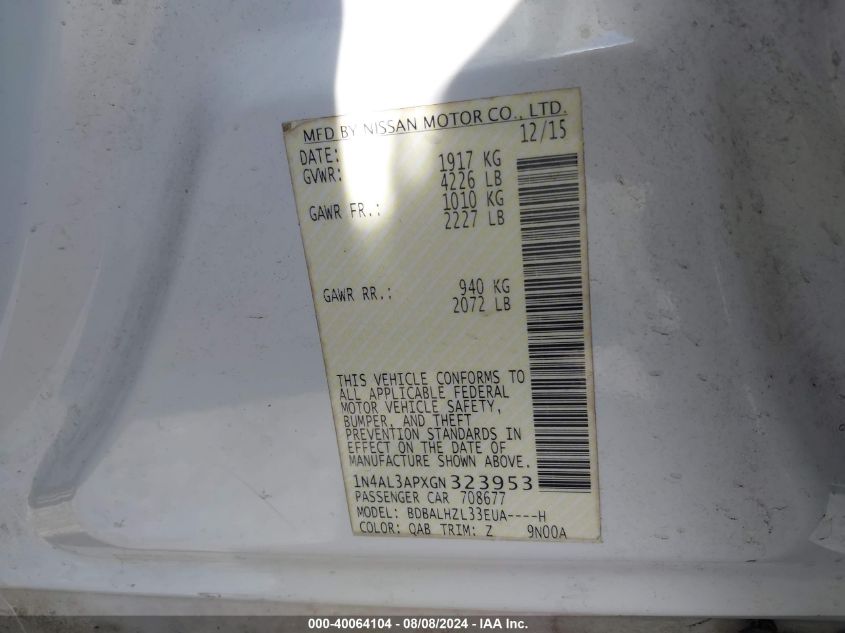 MFD BY NISSAN MOTOR CO., LTD.
DATE: 12/15
GVWR: 1917 KG
4226 LB
GAWR FR.: 1010 KG
2227 LB
GAWR RR.: 940 KG
2072 LB
THIS VEHICLE CONFORMS TO
ALL APPLICABLE FEDERAL
MOTOR VEHICLE SAFETY,
BUMPER, AND THEFT
PREVENTION STANDARDS IN
EFFECT ON THE DATE OF
MANUFACTURE SHOWN ABOVE.
1N4AL3APXGN323953
PASSENGER CAR 708677
MODEL: BDBALHZL33EUA----H
COLOR: QAB TRIM: Z 9N00A
000-40064104 - 08/08/2024 - IAA Inc.